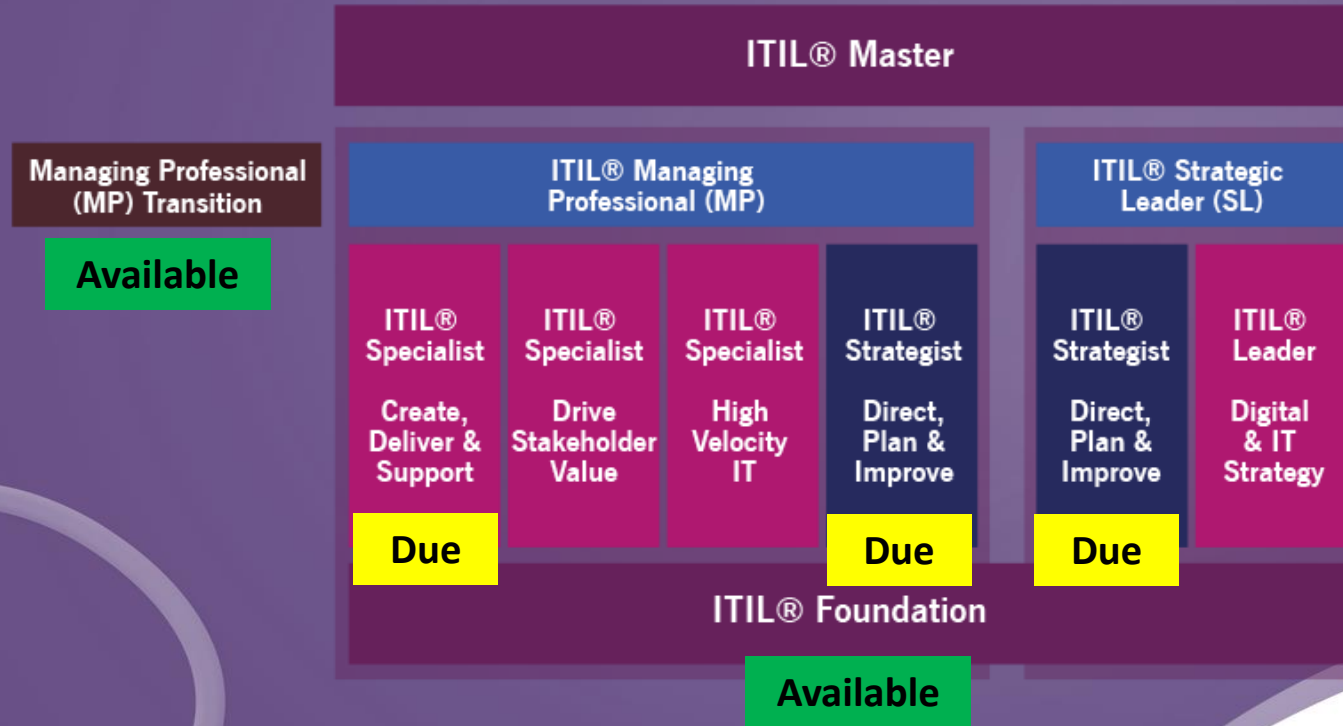 ITIL® Master
Managing Professional
(MP) Transition
Available
ITIL® Managing
Professional (MP)
ITIL® Strategic
Leader (SL)
ITIL®
Specialist
Create,
Deliver &
Support
Due
ITIL®
Specialist
Drive
Stakeholder
Value
ITIL®
Specialist
High
Velocity
IT
ITIL®
Strategist
Direct,
Plan &
Improve
Due
ITIL®
Strategist
Direct,
Plan &
Improve
Due
ITIL®
Leader
Digital
& IT
Strategy
ITIL® Foundation
Available